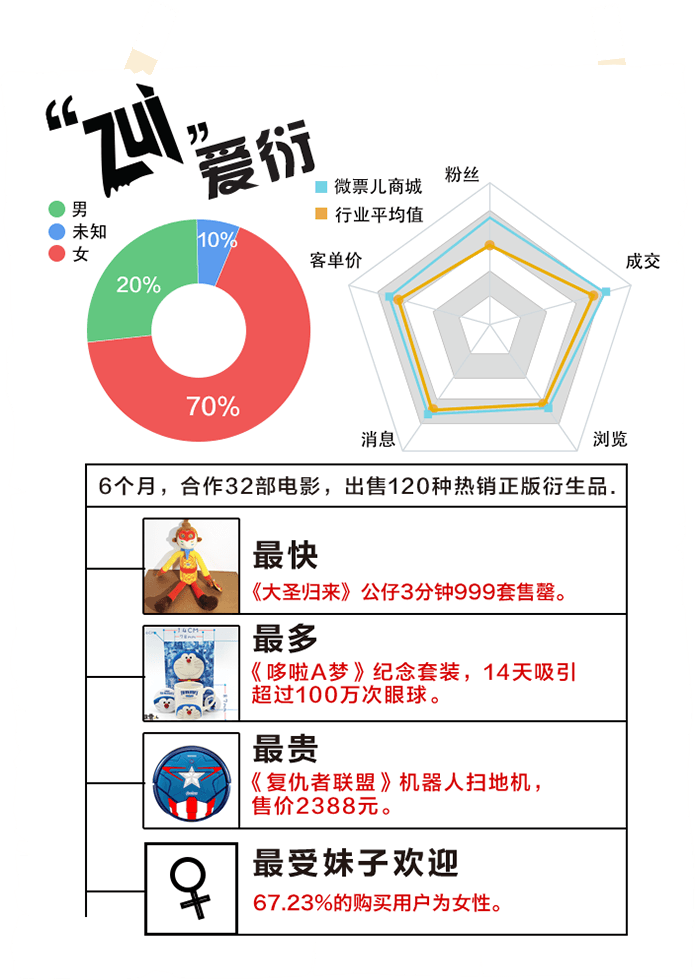 “ZUI”爱衍
男
未知
女
10%
20%
70%
微票儿商城
行业平均值
粉丝
客单价
成交
消息
浏览
6个月，合作32部电影，出售120种热销正版衍生品.
最快
《大圣归来》公仔3分钟999套售罄。
14CM
最多
《哆啦A梦》纪念套装，14天吸引
超过100万次眼球。
最贵
《复仇者联盟》机器人扫地机，
售价2388元。
最受妹子欢迎
67.23%的购买用户为女性。